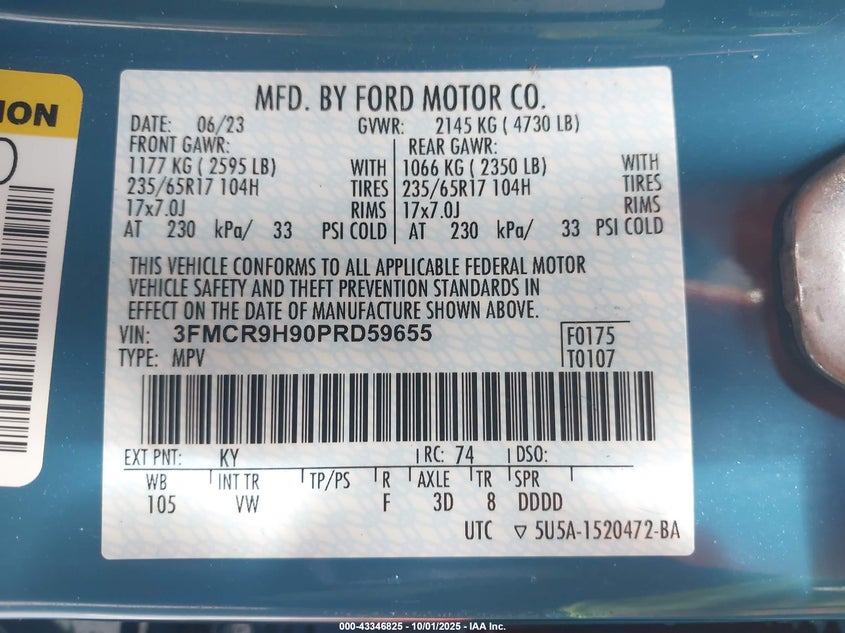 ION
MFD. BY FORD MOTOR CO.
DATE: 06/23 GVWR: 2145 KG ( 4730 LB)
FRONT GAWR: REAR GAWR:
1177 KG ( 2595 LB) WITH 1066 KG ( 2350 LB) WITH
235/65R17 104H TIRES 235/65R17 104H TIRES
17x7.0J RIMS 17x7.0J RIMS
AT 230 kPa/ 33 PSI COLD AT 230 kPa/ 33 PSI COLD
THIS VEHICLE CONFORMS TO ALL APPLICABLE FEDERAL MOTOR
VEHICLE SAFETY AND THEFT PREVENTION STANDARDS IN
EFFECT ON THE DATE OF MANUFACTURE SHOWN ABOVE.
VIN: 3FMCR9H90PRD59655 F0175
TYPE: MPV T0107
EXT PNT: KY RC: 74 DSO:
WB INT TR TP/PS R AXLE TR SPR
105 VW F 3D 8 DDDD
UTC ▽ 5U5A-1520472-BA
000-43346825 - 10/01/2025 - IAA Inc.